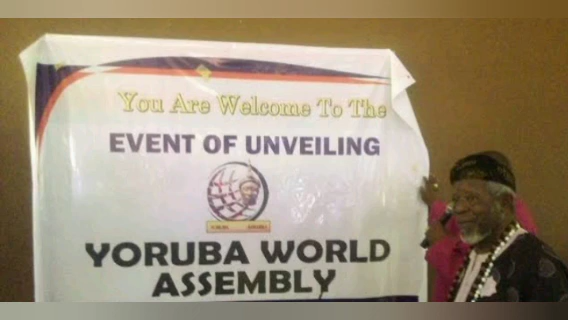 You Are Welcome To The
EVENT OF UNVEILING
YORUBA WORLD
ASSEMBLY